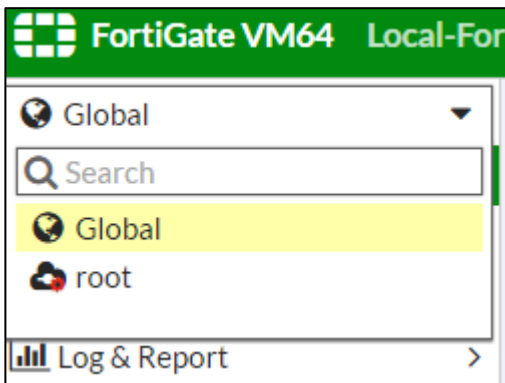 FortiGate VM64 Local-For
Global
Search
Global
root
Log & Report